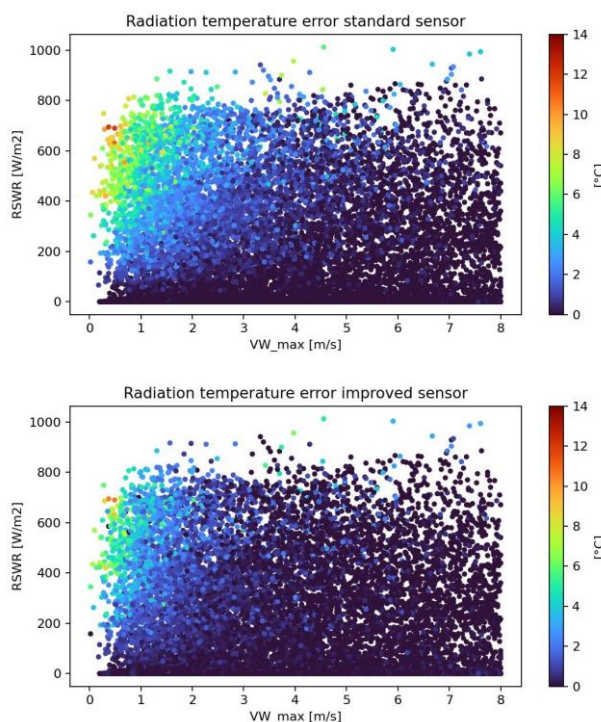 Radiation temperature error standard sensor
1000
800
600
400
200
0
RSWR [W/m2]
0 1 2 3 4 5 6 7 8
VW_max [m/s]
14
12
10
8
6
4
2
0
[C°]
Radiation temperature error improved sensor
1000
800
600
400
200
0
RSWR [W/m2]
0 1 2 3 4 5 6 7 8
VW_max [m/s]
14
12
10
8
6
4
2
0
[C°]